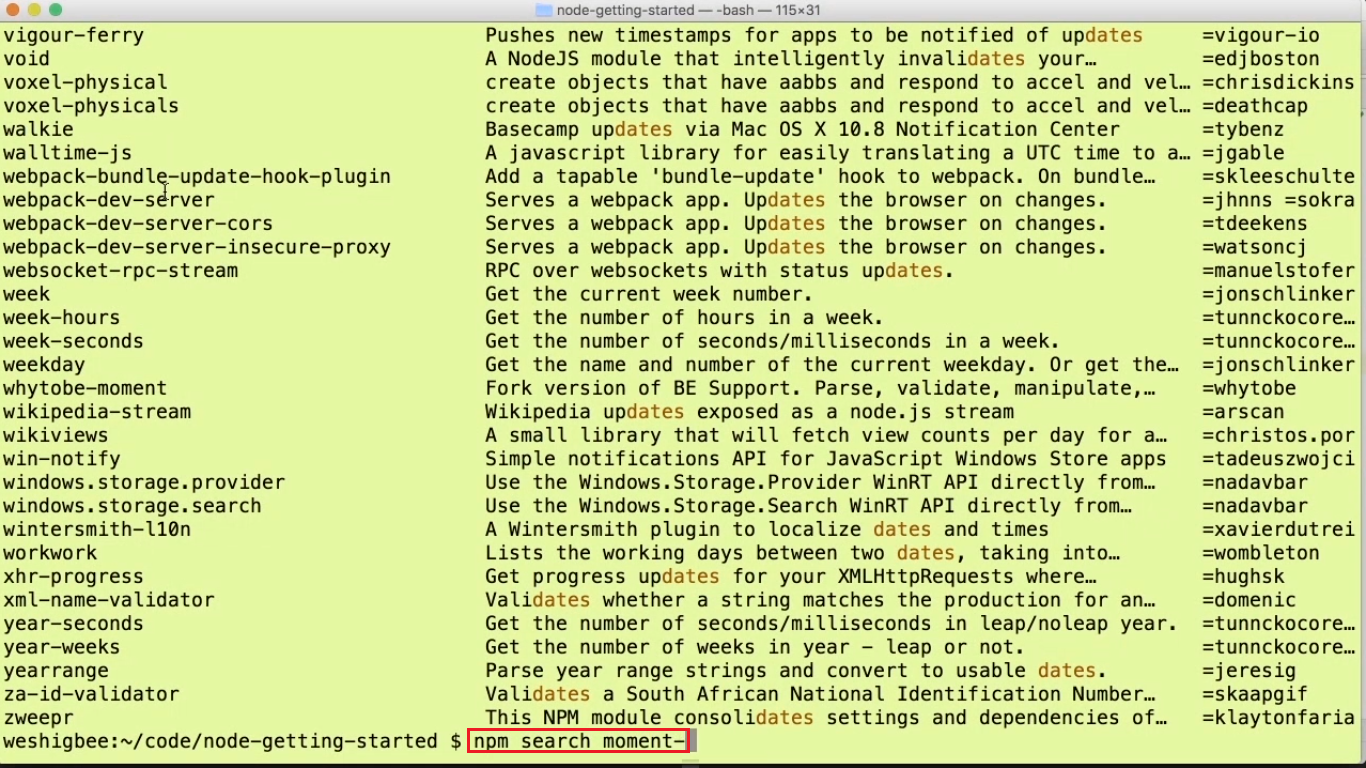 node-getting-started — -bash — 115×31
vigour-ferry Pushes new timestamps for apps to be notified of updates =vigour-io
void A NodeJS module that intelligently invalidates your… =edjboston
voxel-physical create objects that have aabbs and respond to accel and vel… =chrisdickins
voxel-physicals create objects that have aabbs and respond to accel and vel… =deathcap
walkie Basecamp updates via Mac OS X 10.8 Notification Center =tybenz
walltime-js A javascript library for easily translating a UTC time to a… =jgable
webpack-bundle-update-hook-plugin Add a tapable 'bundle-update' hook to webpack. On bundle… =skleeschulte
webpack-dev-server Serves a webpack app. Updates the browser on changes. =jhnns =sokra
webpack-dev-server-cors Serves a webpack app. Updates the browser on changes. =tdeekens
webpack-dev-server-insecure-proxy Serves a webpack app. Updates the browser on changes. =watsoncj
websocket-rpc-stream RPC over websockets with status updates. =manuelstofer
week Get the current week number. =jonschlinker
week-hours Get the number of hours in a week. =tunnckocore…
week-seconds Get the number of seconds/milliseconds in a week. =tunnckocore…
weekday Get the name and number of the current weekday. Or get the… =jonschlinker
whytobe-moment Fork version of BE Support. Parse, validate, manipulate,… =whytobe
wikipedia-stream Wikipedia updates exposed as a node.js stream =arscan
wikiviews A small library that will fetch view counts per day for a… =christos.por
win-notify Simple notifications API for JavaScript Windows Store apps =tadeuszwojci
windows.storage.provider Use the Windows.Storage.Provider WinRT API directly from… =nadavbar
windows.storage.search Use the Windows.Storage.Search WinRT API directly from… =nadavbar
wintersmith-l10n A Wintersmith plugin to localize dates and times =xavierdutrei
workwork Lists the working days between two dates, taking into… =wombleton
xhr-progress Get progress updates for your XMLHttpRequests where… =hughsk
xml-name-validator Validates whether a string matches the production for an… =domenic
year-seconds Get the number of seconds/milliseconds in leap/noleap year. =tunnckocore…
year-weeks Get the number of weeks in year – leap or not. =tunnckocore…
yearrange Parse year range strings and convert to usable dates. =jeresig
za-id-validator Validates a South African National Identification Number… =skaapgif
zweepr This NPM module consolidates settings and dependencies of… =klaytonfaria
weshigbee:~/code/node-getting-started $ npm search moment-